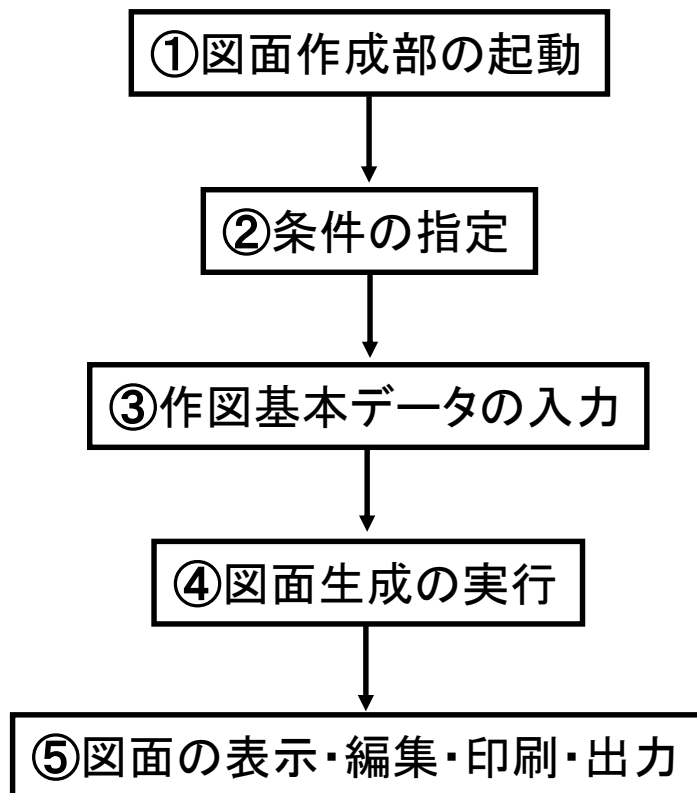 ①図面作成部の起動
②条件の指定
③作図基本データの入力
④図面生成の実行
⑤図面の表示・編集・印刷・出力